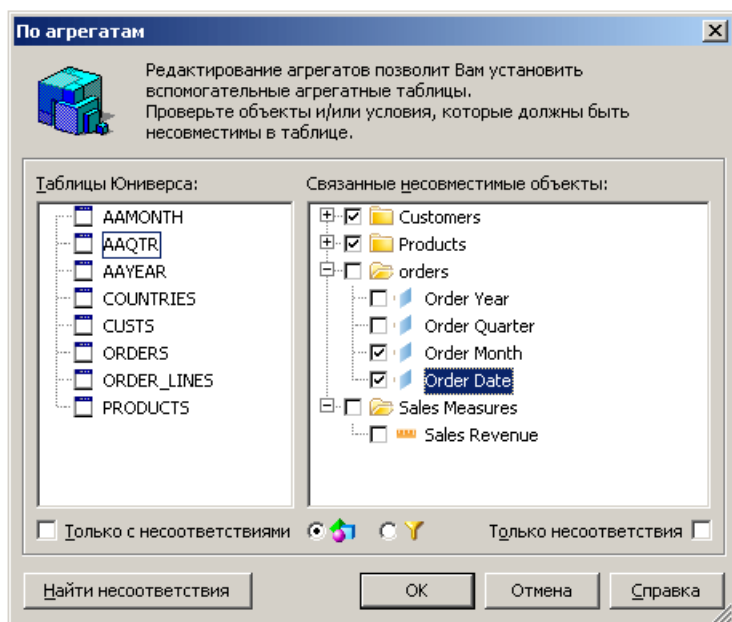 По агрегатам
Редактирование агрегатов позволит Вам установить
вспомогательные агрегатные таблицы.
Проверьте объекты и/или условия, которые должны быть
несовместимы в таблице.
Таблицы Юниверса:
AAMONTH
AAQTR
AAYEAR
COUNTRIES
CUSTS
ORDERS
ORDER_LINES
PRODUCTS
Связанные несовместимые объекты:
Customers
Products
orders
Order Year
Order Quarter
Order Month
Order Date
Sales Measures
Sales Revenue
Только с несоответствиями
Только несоответствия
Найти несоответствия
OK
Отмена
Справка